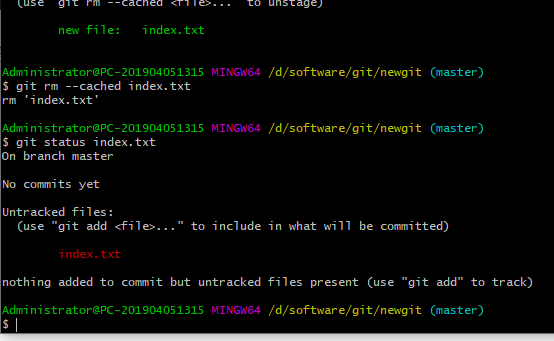 (use "git rm --cached <file>..." to unstage)
new file:   index.txt
Administrator@PC-201904051315 MINGW64 /d/software/git/newgit (master)
$ git rm --cached index.txt
rm 'index.txt'
Administrator@PC-201904051315 MINGW64 /d/software/git/newgit (master)
$ git status index.txt
On branch master
No commits yet
Untracked files:
(use "git add <file>..." to include in what will be committed)
index.txt
nothing added to commit but untracked files present (use "git add" to track)
Administrator@PC-201904051315 MINGW64 /d/software/git/newgit (master)
$